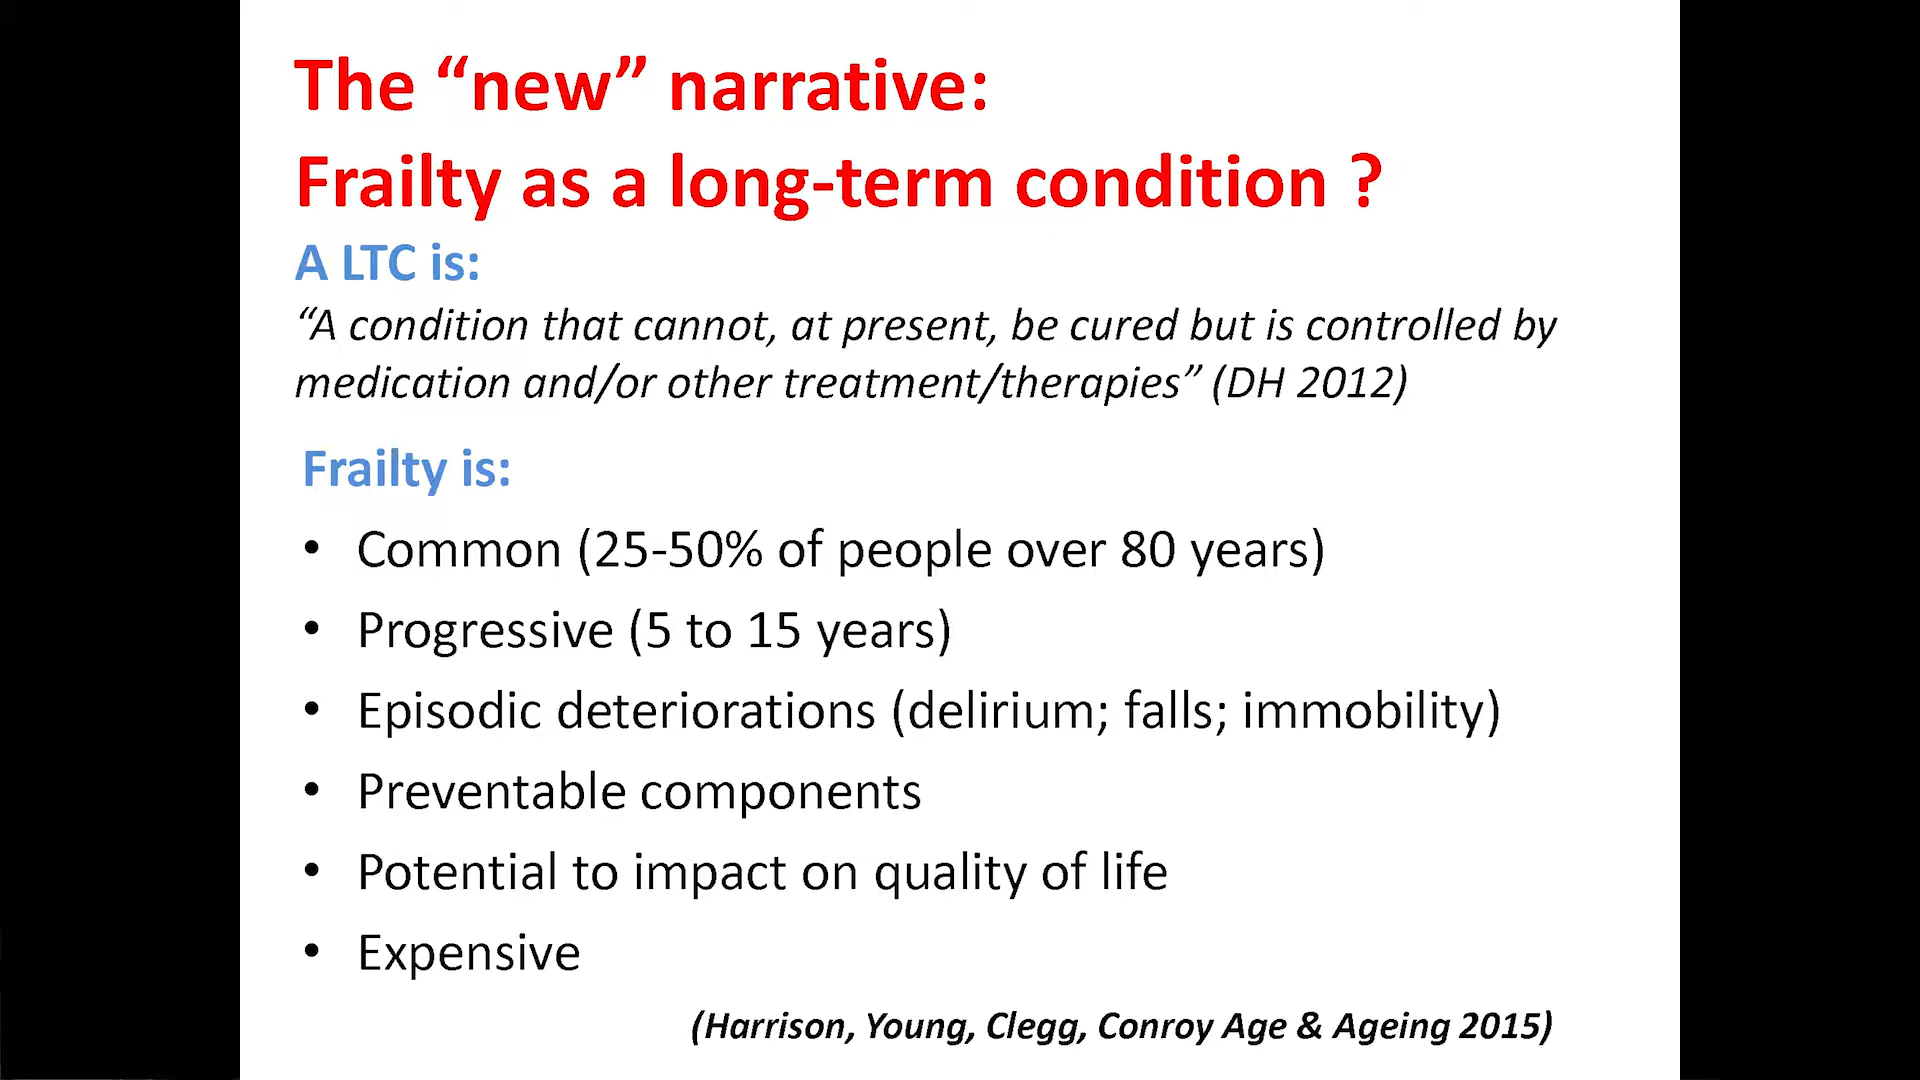 The “new” narrative:
Frailty as a long-term condition ?
A LTC is:
“A condition that cannot, at present, be cured but is controlled by
medication and/or other treatment/therapies” (DH 2012)
Frailty is:
• Common (25-50% of people over 80 years)
• Progressive (5 to 15 years)
• Episodic deteriorations (delirium; falls; immobility)
• Preventable components
• Potential to impact on quality of life
• Expensive
(Harrison, Young, Clegg, Conroy Age & Ageing 2015)